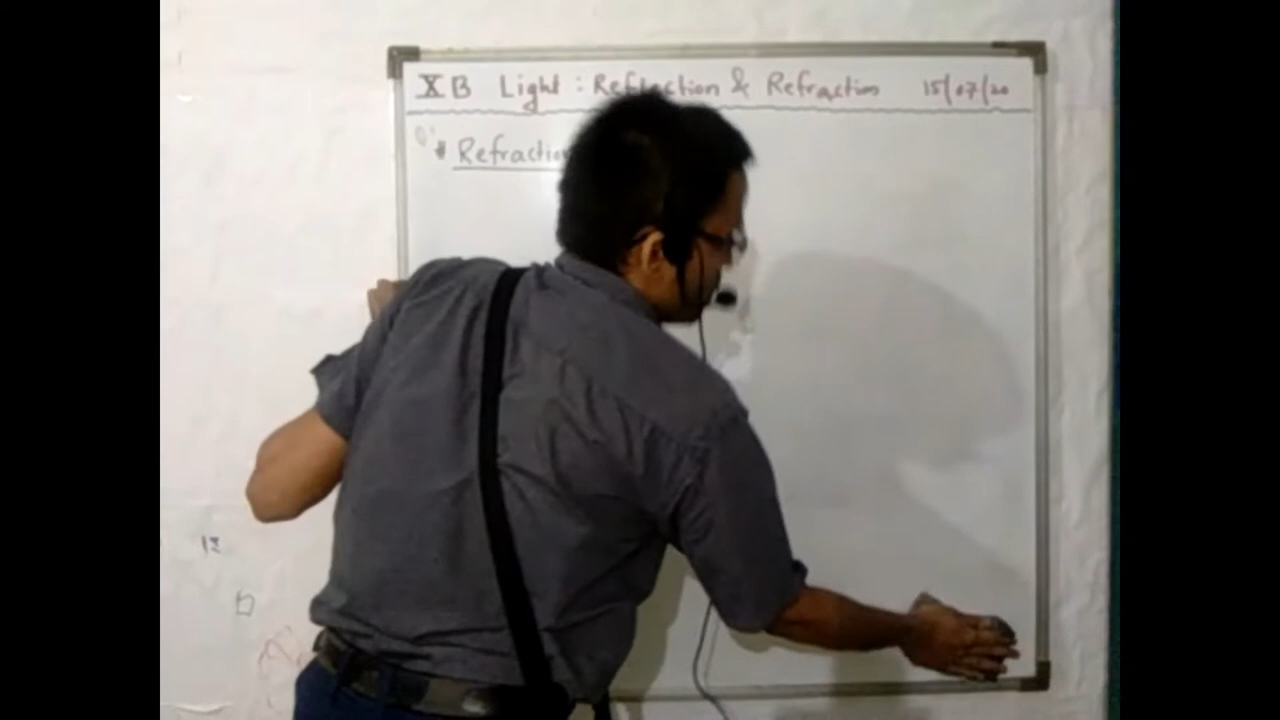 X B Light : Reflection & Refraction 15/07/20
# Refraction